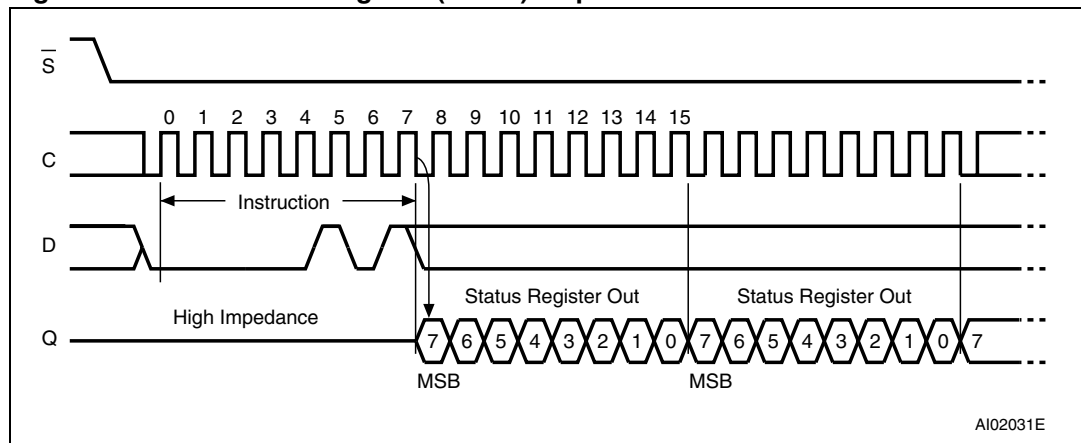 S
0 1 2 3 4 5 6 7 8 9 10 11 12 13 14 15
C
Instruction
D
Status Register Out Status Register Out
High Impedance
Q 7 6 5 4 3 2 1 0 7 6 5 4 3 2 1 0 7
MSB MSB
AI02031E